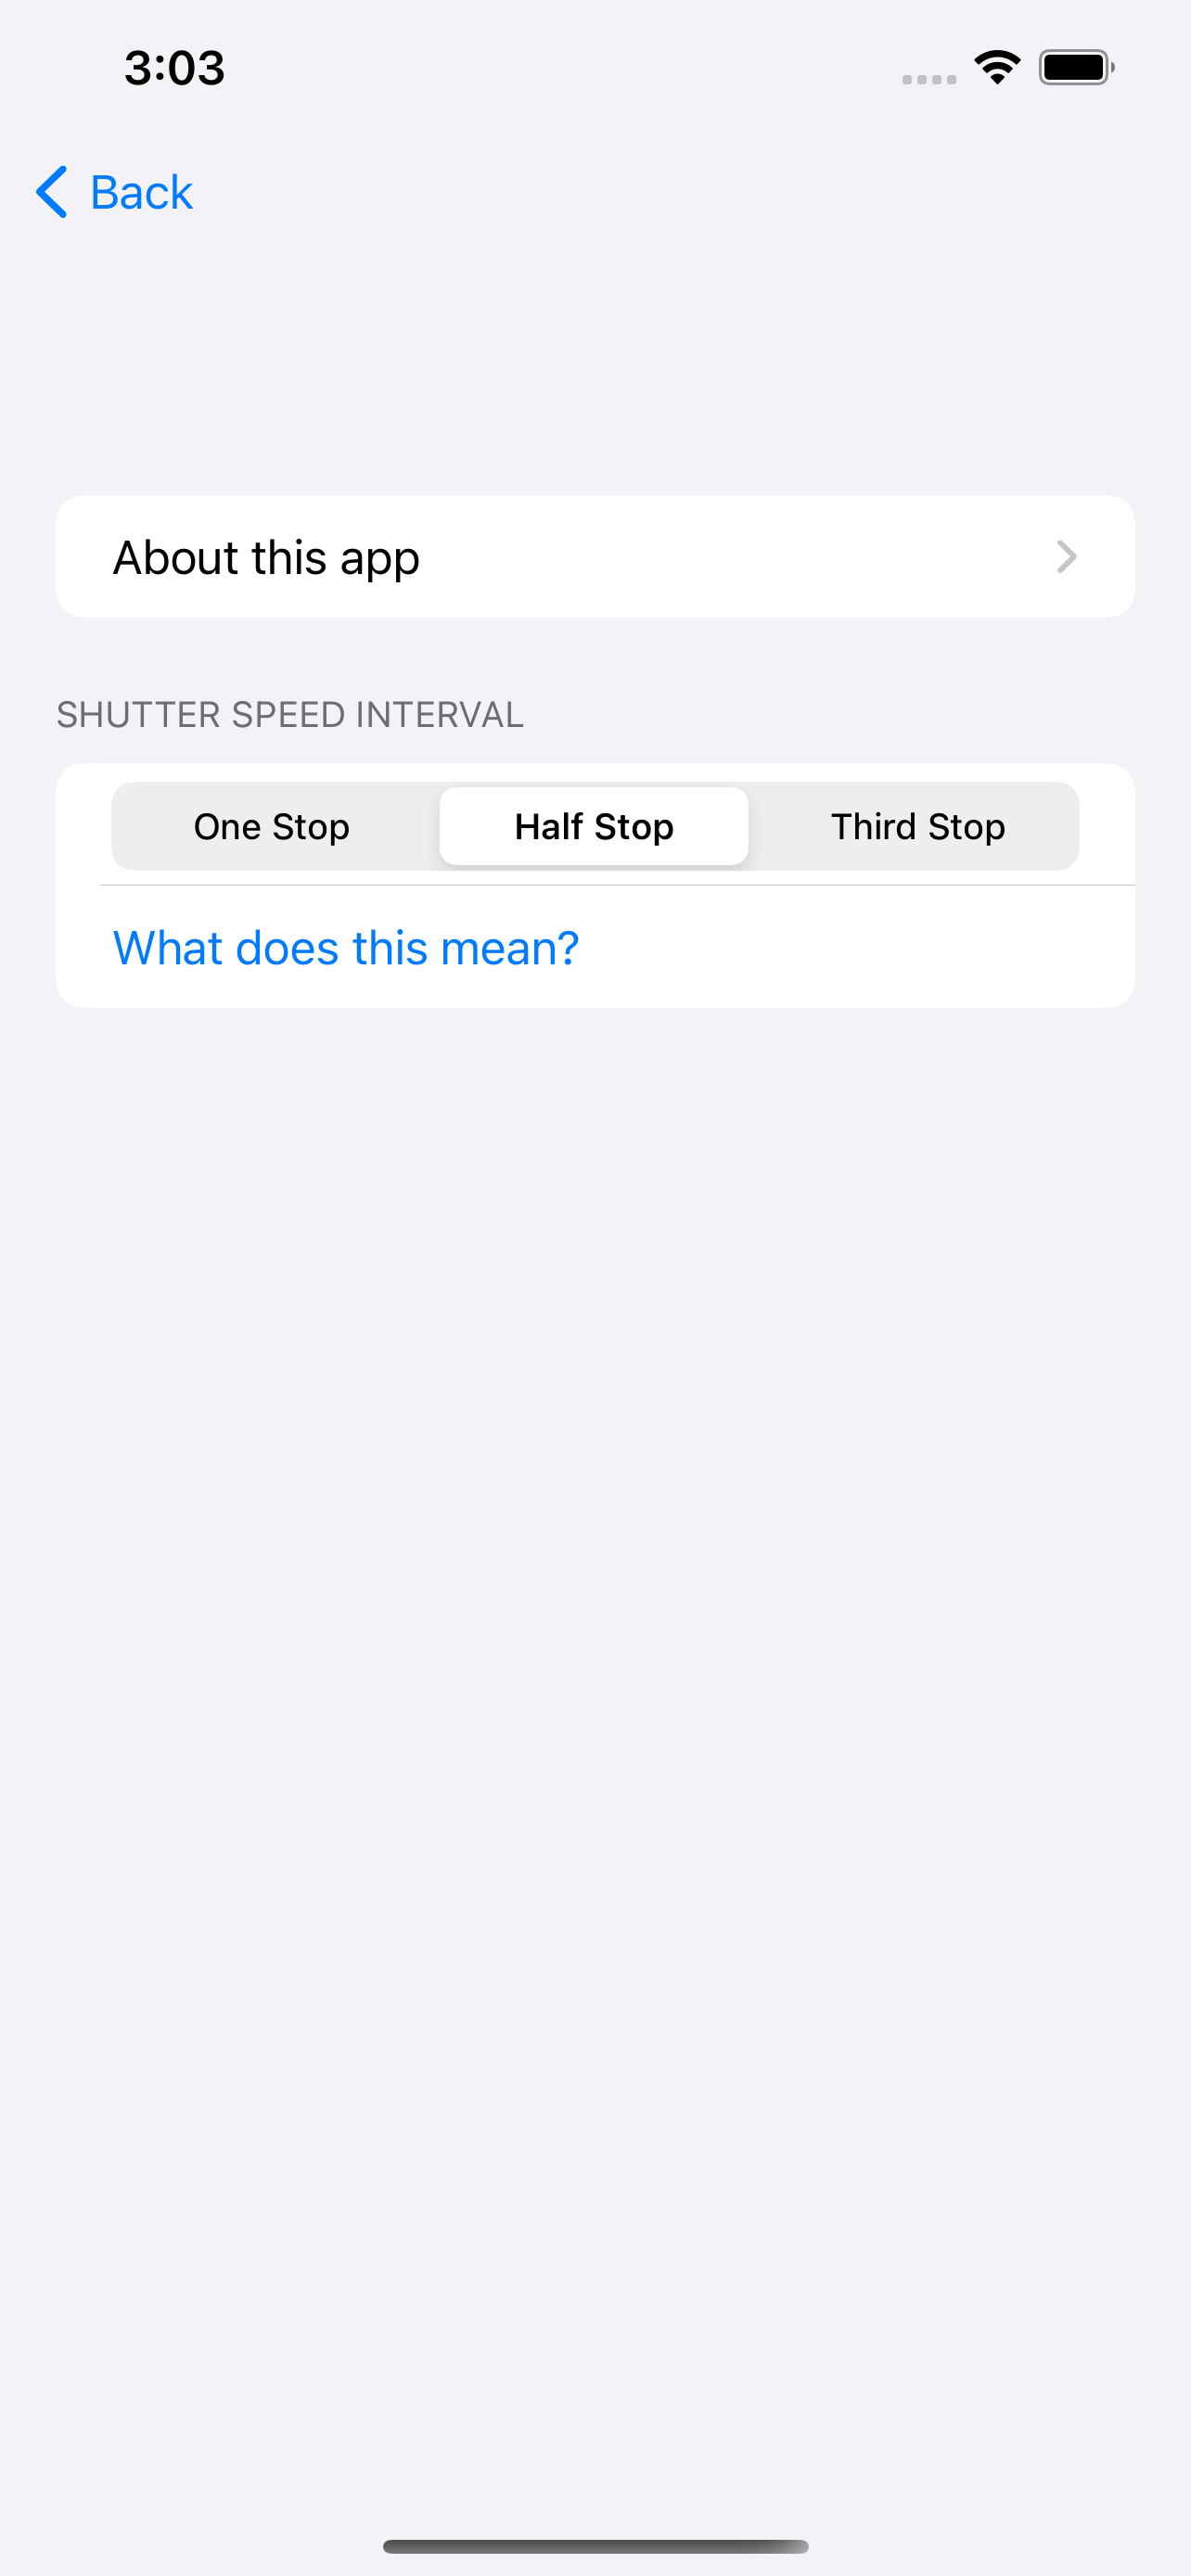 3:03
Back
About this app
SHUTTER SPEED INTERVAL
One Stop Half Stop Third Stop
What does this mean?